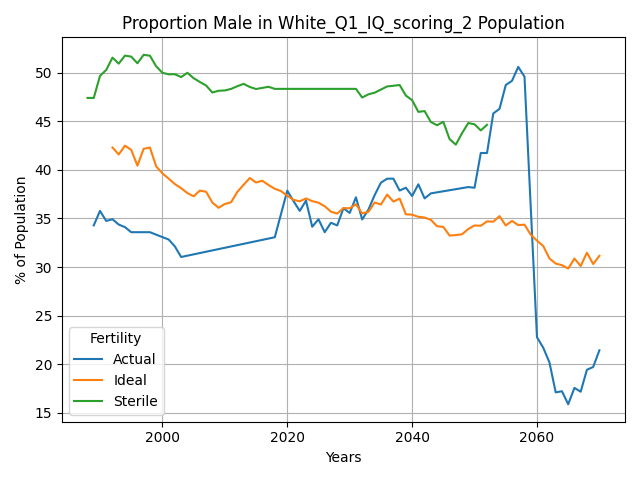 Proportion Male in White_Q1_IQ_scoring_2 Population
% of Population
50
45
40
35
30
25
20
15
Fertility
Actual
Ideal
Sterile
2000
2020
2040
2060
Years